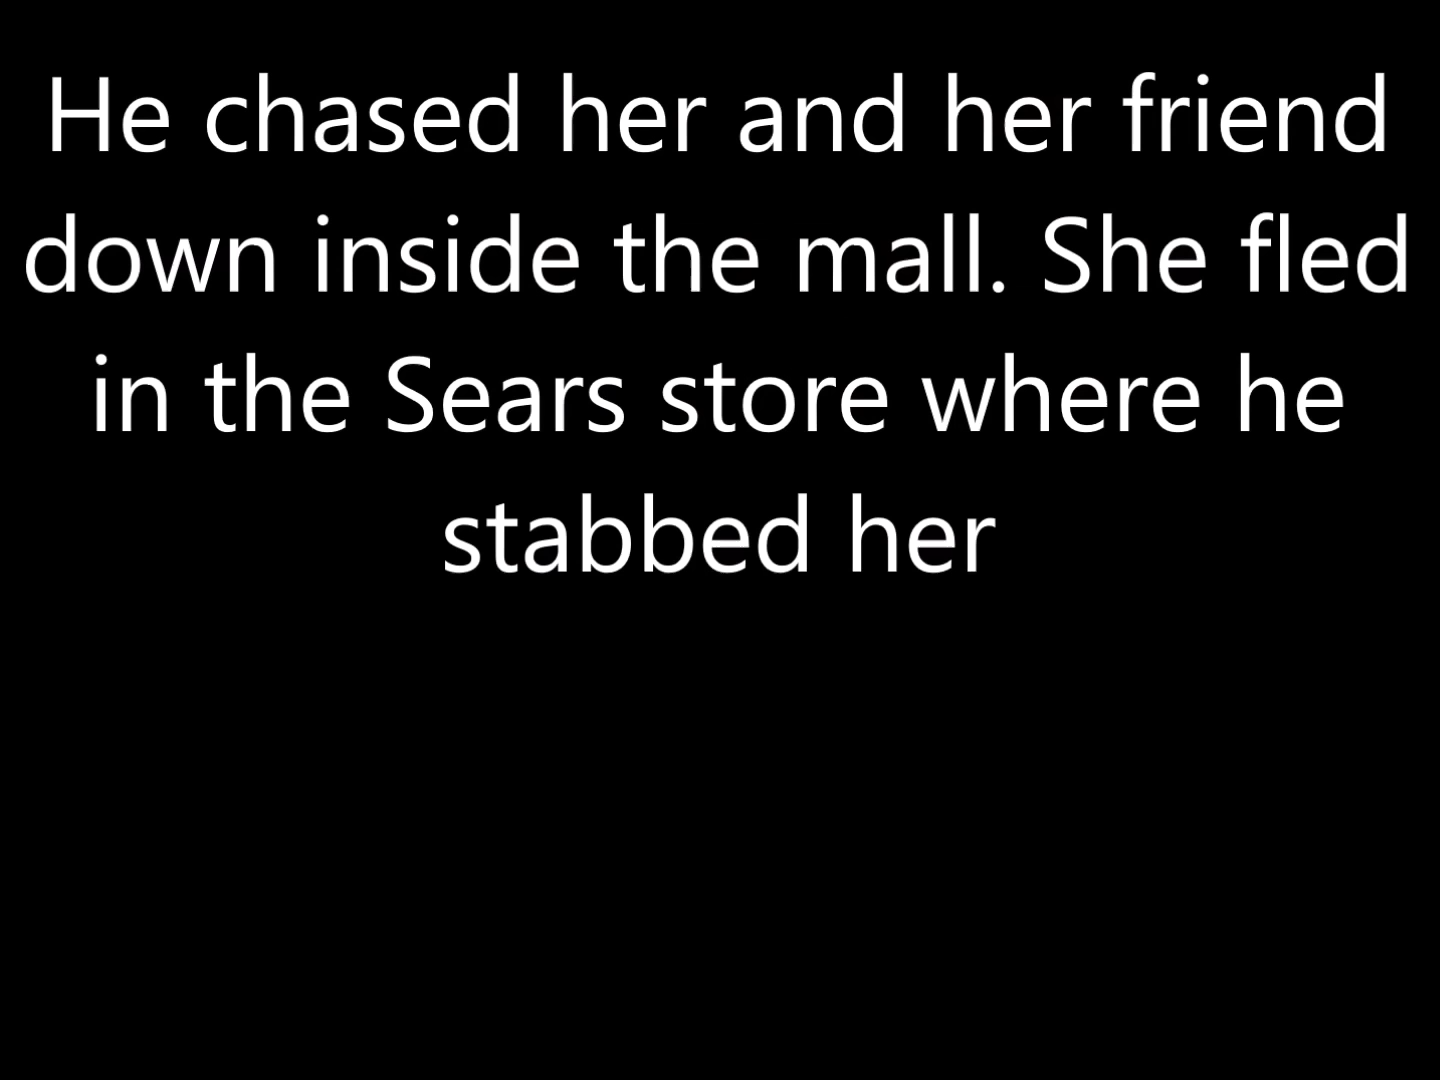 He chased her and her friend
down inside the mall. She fled
in the Sears store where he
stabbed her